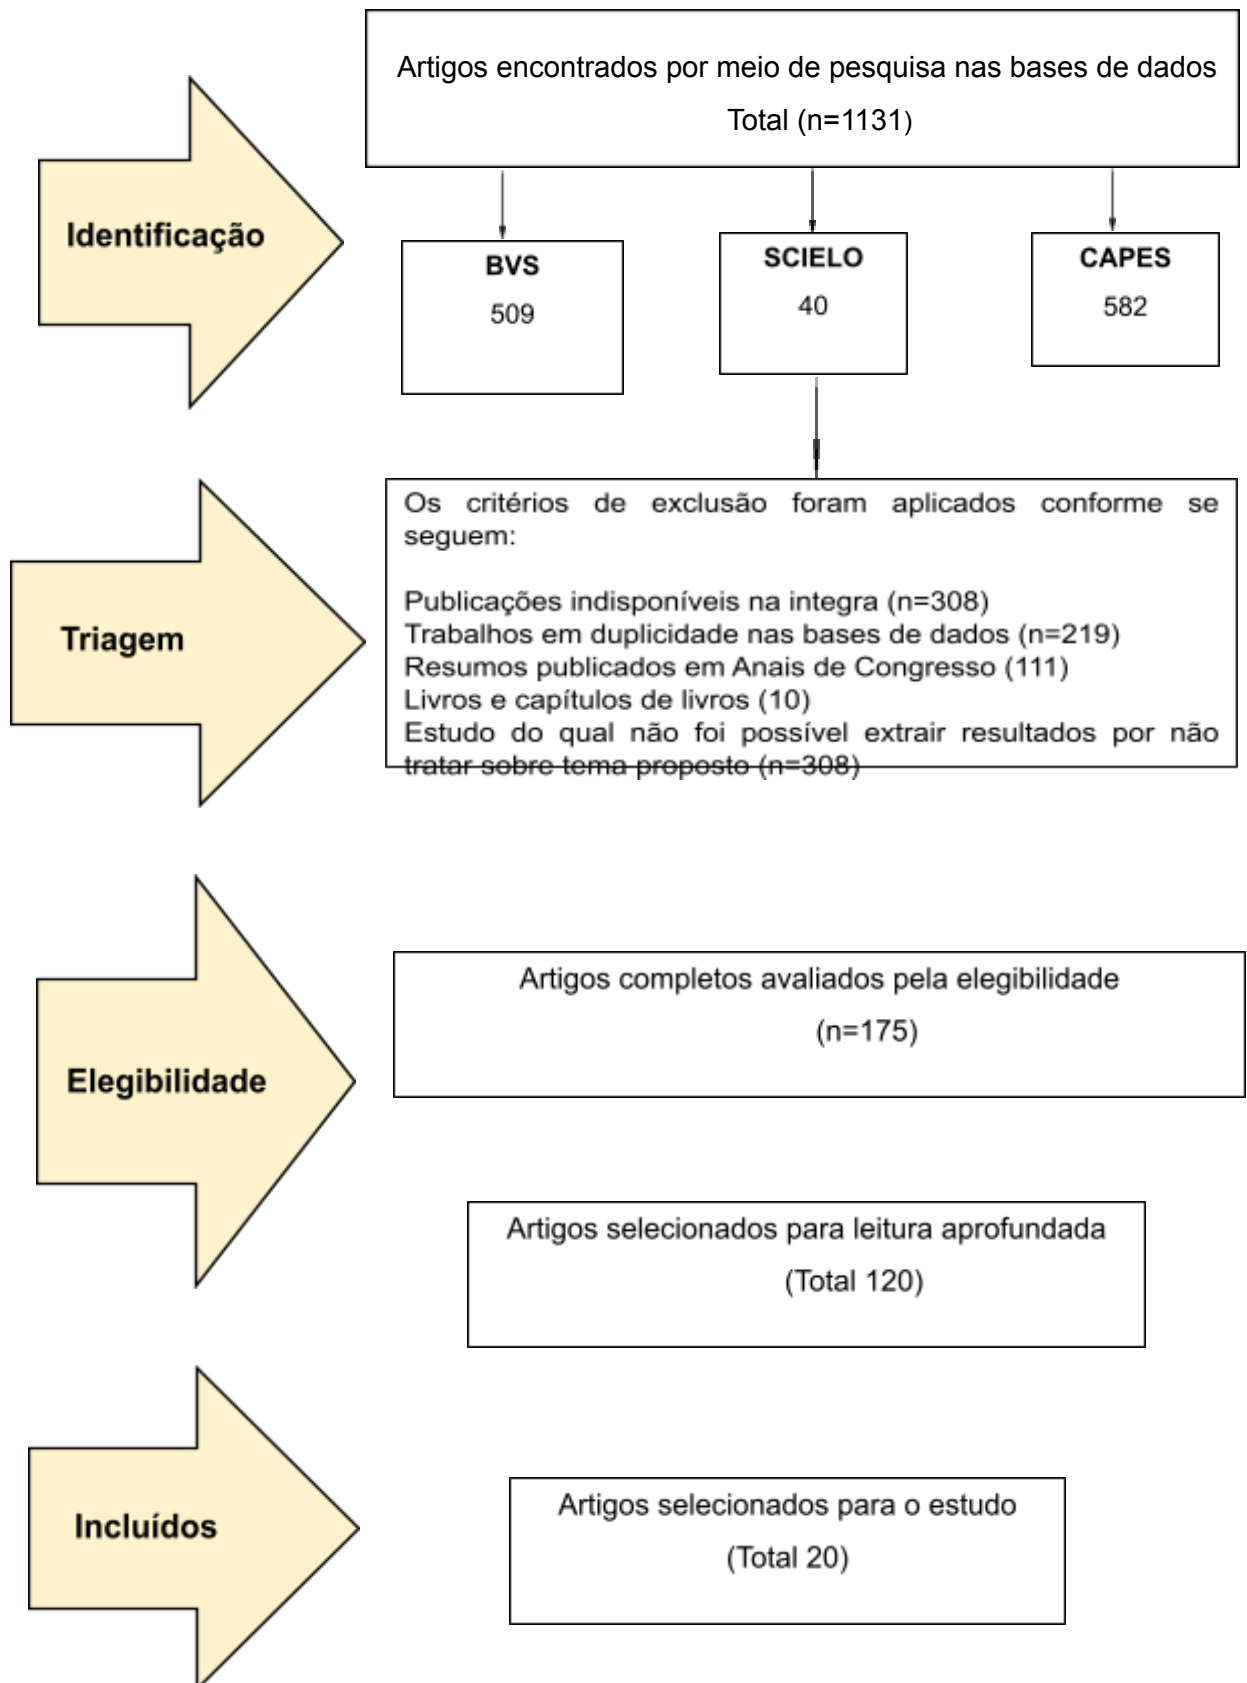 Artigos encontrados por meio de pesquisa nas bases de dados
Total (n=1131)
Identificação
BVS
509
SCIELO
40
CAPES
582
Triagem
Os critérios de exclusão foram aplicados conforme se
seguem:
Publicações indisponíveis na integra (n=308)
Trabalhos em duplicidade nas bases de dados (n=219)
Resumos publicados em Anais de Congresso (111)
Livros e capítulos de livros (10)
Estudo do qual não foi possível extrair resultados por não
tratar sobre tema proposto (n=308)
Elegibilidade
Artigos completos avaliados pela elegibilidade
(n=175)
Artigos selecionados para leitura aprofundada
(Total 120)
Incluídos
Artigos selecionados para o estudo
(Total 20)